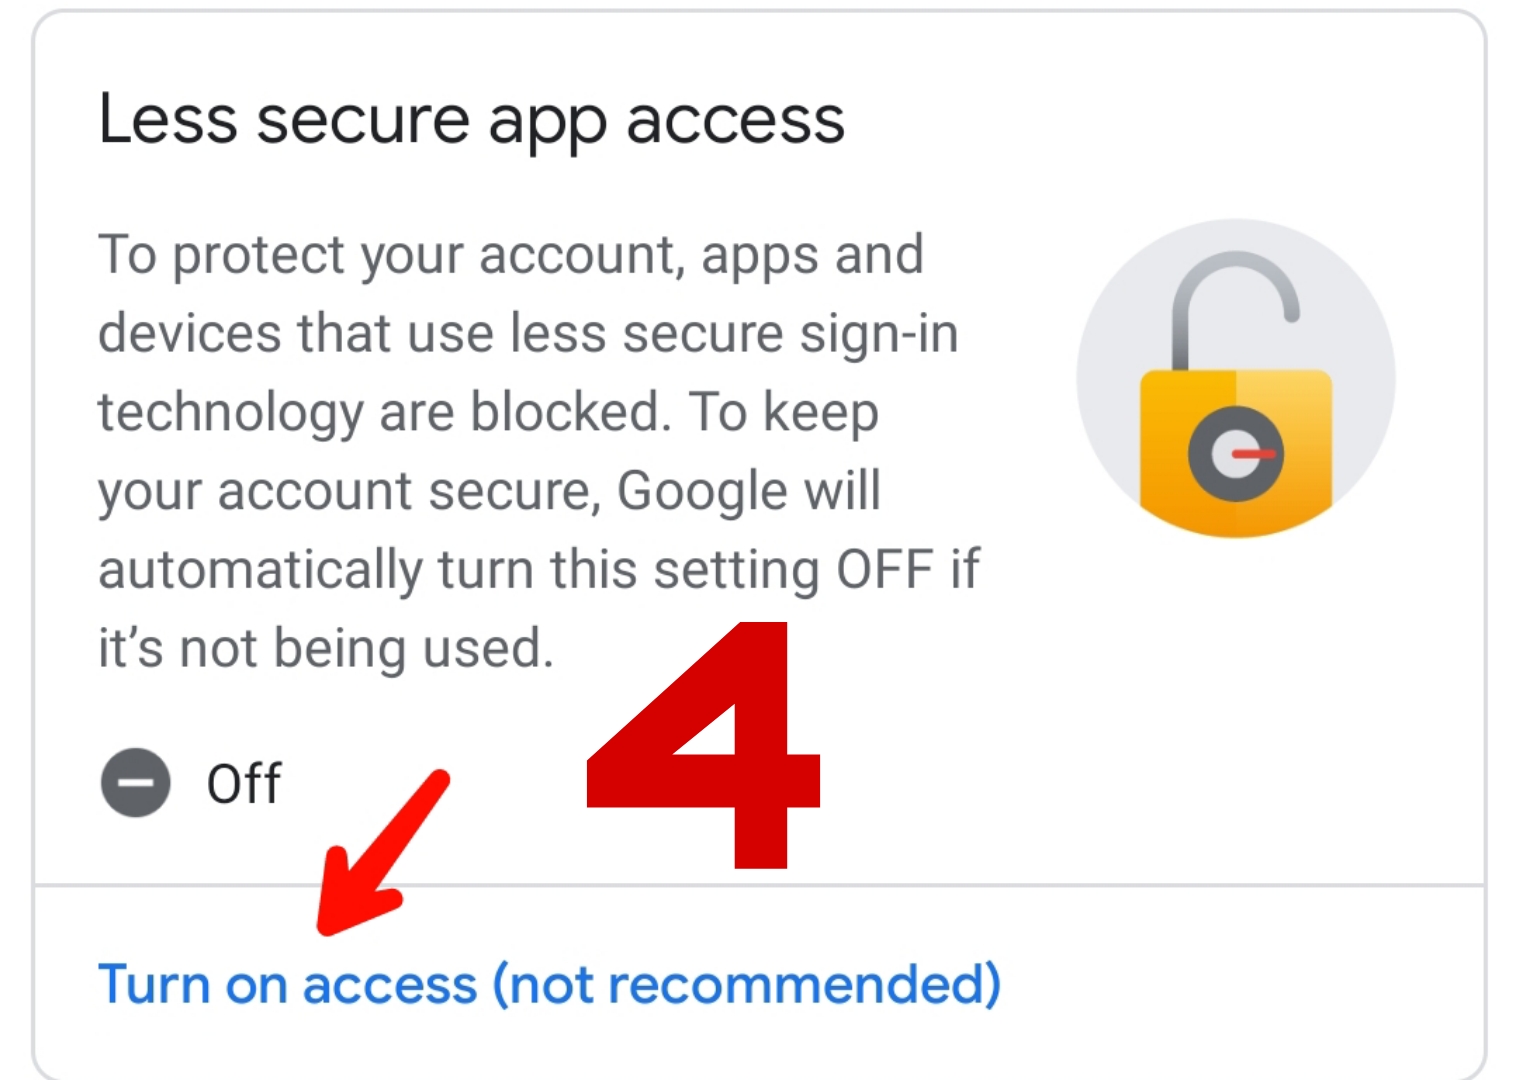 Less secure app access
To protect your account, apps and
devices that use less secure sign-in
technology are blocked. To keep
your account secure, Google will
automatically turn this setting OFF if
it’s not being used.
4
Off
Turn on access (not recommended)